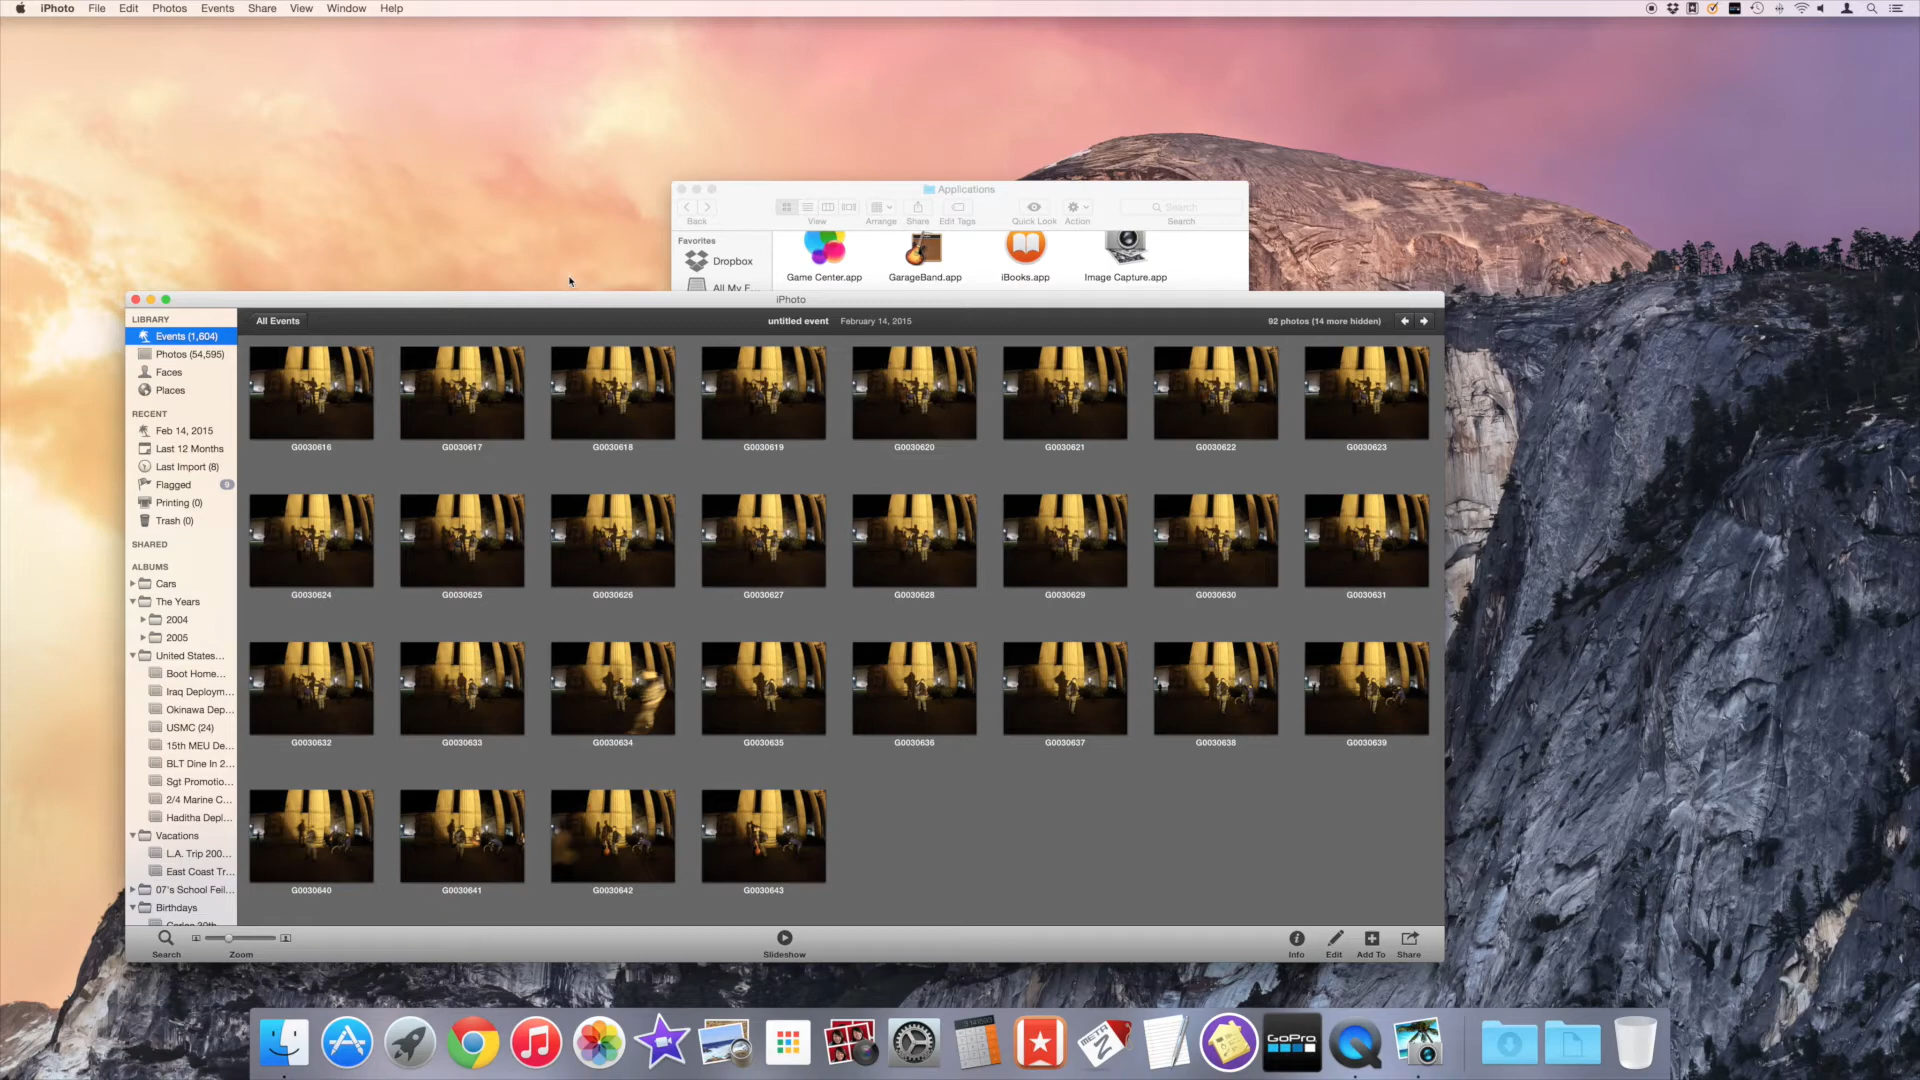 iPhoto File Edit Photos Events Share View Window Help
Applications
Back View Arrange Share Edit Tags Quick Look Action Search
Search
Favorites
Dropbox
All My F...
Game Center.app GarageBand.app iBooks.app Image Capture.app
iPhoto
LIBRARY
Events (1,604)
Photos (54,595)
Faces
Places
RECENT
Feb 14, 2015
Last 12 Months
Last Import (8)
Flagged 9
Printing (0)
Trash (0)
SHARED
ALBUMS
Cars
The Years
2004
2005
United States...
Boot Home...
Iraq Deploym...
Okinawa Dep...
USMC (24)
15th MEU De...
BLT Dine In 2...
Sgt Promotio...
2/4 Marine C...
Haditha Depl...
Vacations
L.A. Trip 200...
East Coast Tr...
07's School Feil...
Birthdays
All Events untitled event February 14, 2015 92 photos (14 more hidden)
G0030616 G0030617 G0030618 G0030619 G0030620 G0030621 G0030622 G0030623
G0030624 G0030625 G0030626 G0030627 G0030628 G0030629 G0030630 G0030631
G0030632 G0030633 G0030634 G0030635 G0030636 G0030637 G0030638 G0030639
G0030640 G0030641 G0030642 G0030643
Search Zoom Slideshow Info Edit Add To Share
GoPro